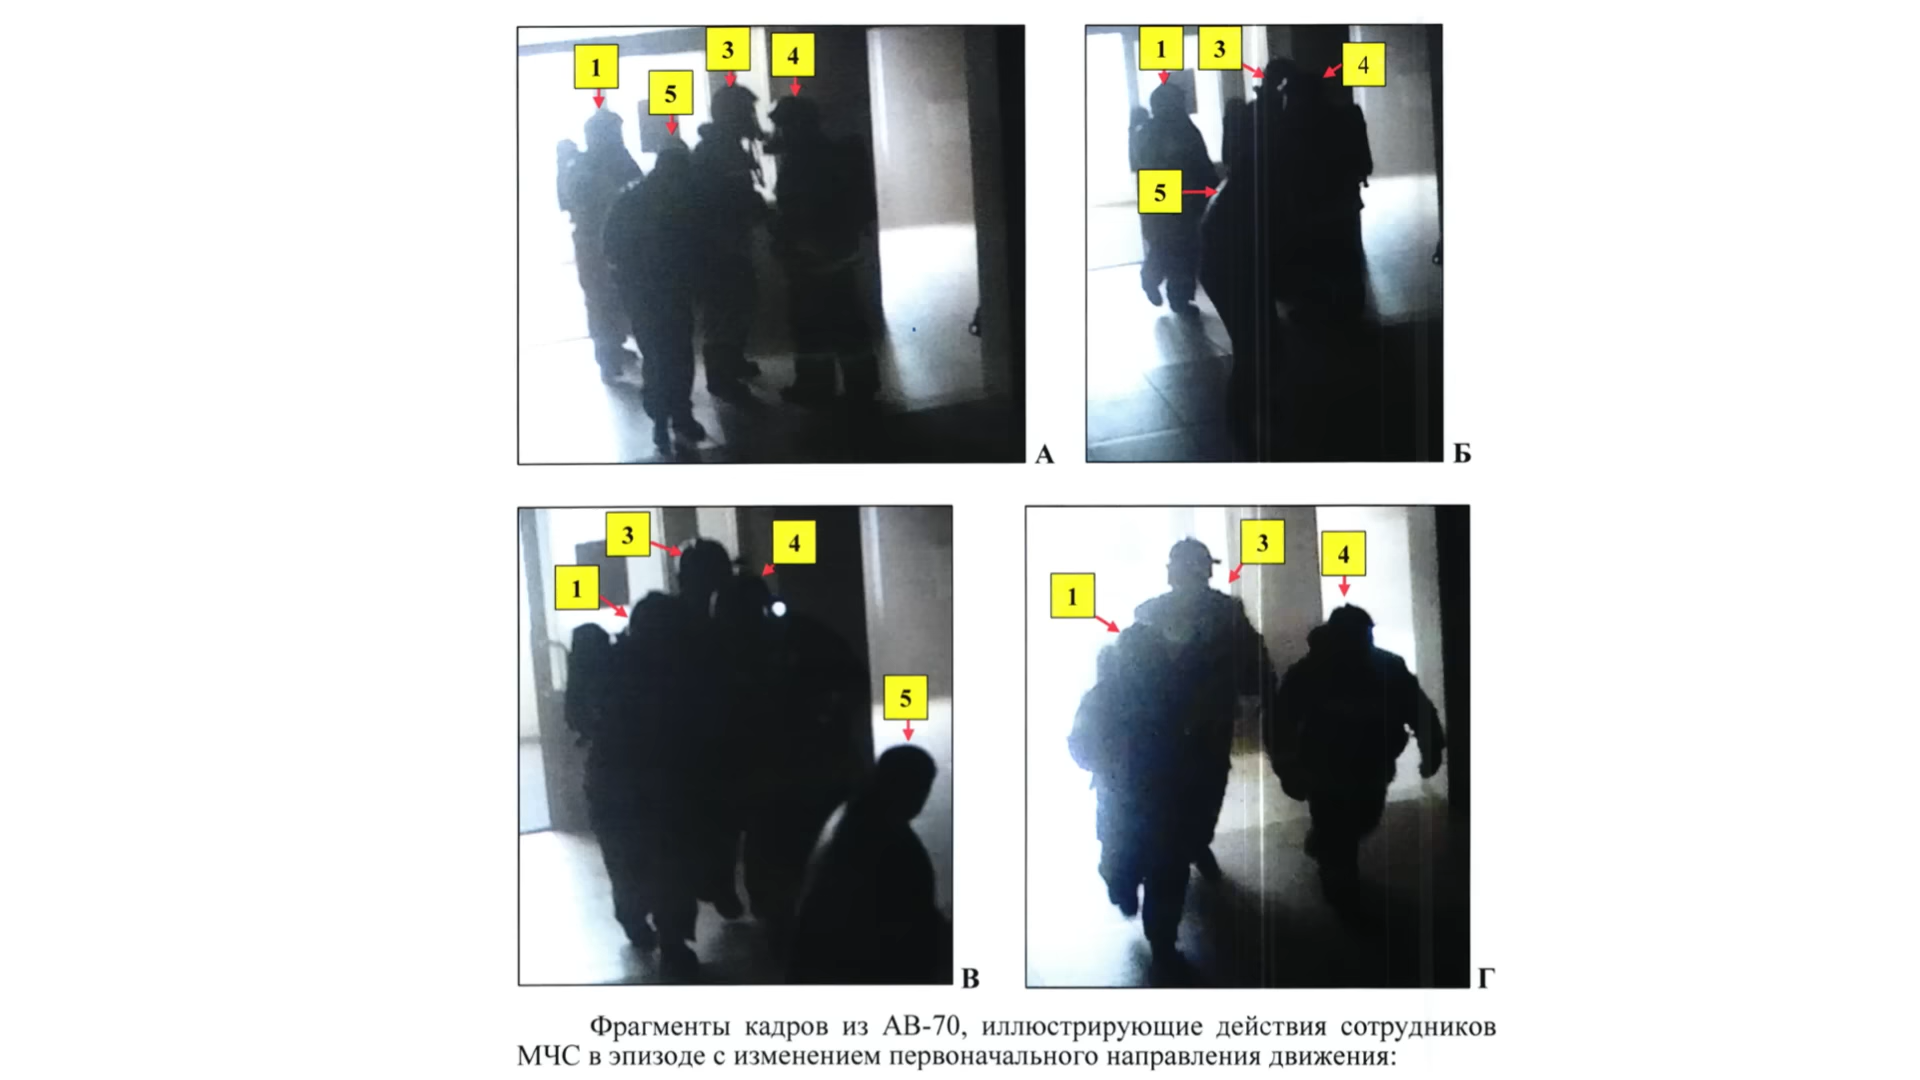 1
5
3
4
А
1
3
4
5
Б
3
4
1
5
В
3
4
1
Г
Фрагменты кадров из АВ-70, иллюстрирующие действия сотрудников
МЧС в эпизоде с изменением первоначального направления движения: